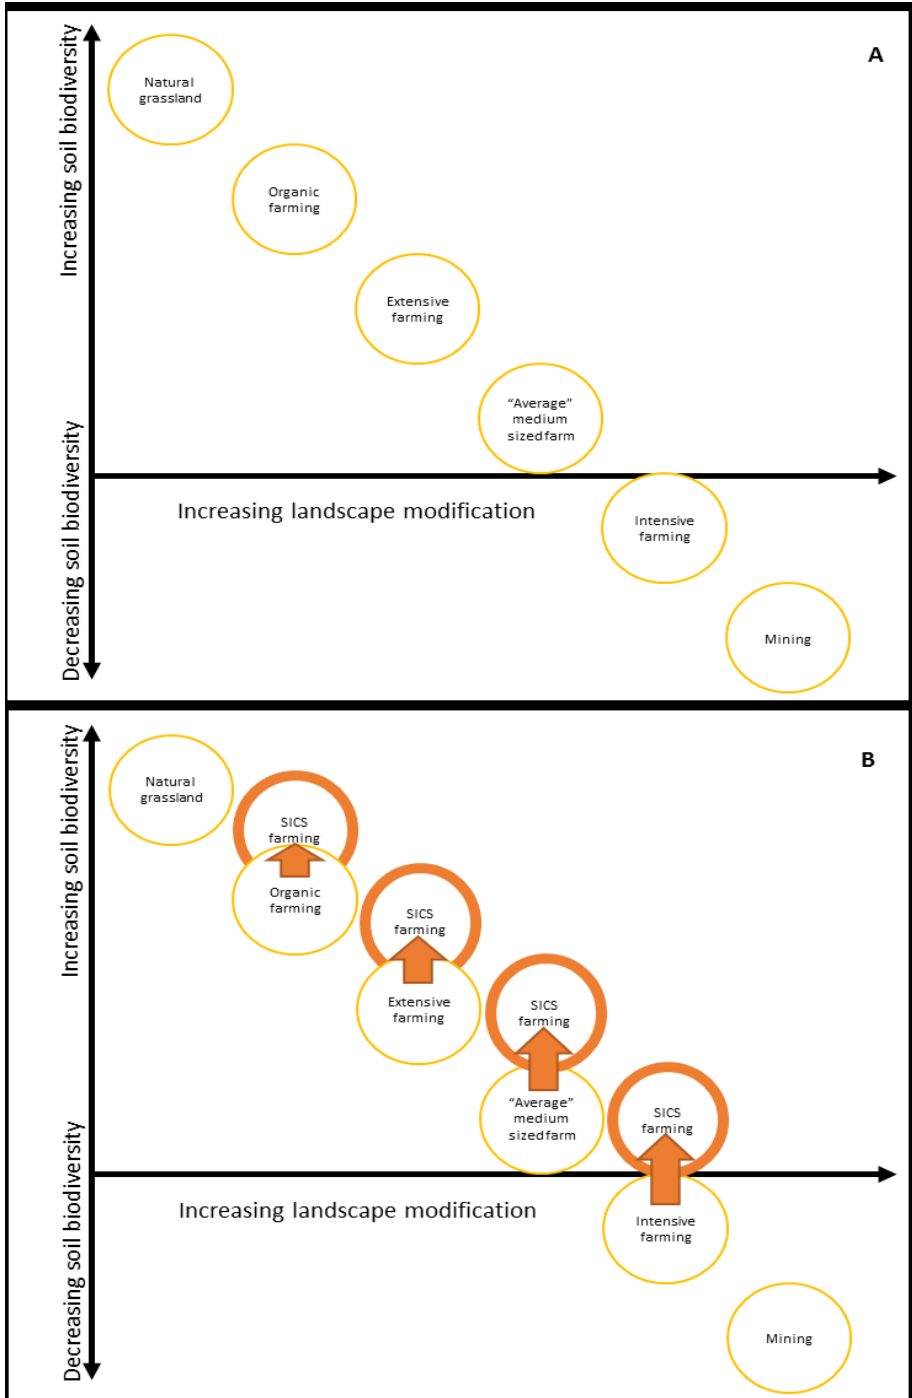 A
Increasing soil biodiversity
Decreasing soil biodiversity
Natural
grassland
Organic
farming
Extensive
farming
“Average”
medium
sized farm
Increasing landscape modification
Intensive
farming
Mining
B
Increasing soil biodiversity
Decreasing soil biodiversity
Natural
grassland
SICS
farming
Organic
farming
SICS
farming
Extensive
farming
SICS
farming
“Average”
medium
sized farm
SICS
farming
Increasing landscape modification
Intensive
farming
Mining